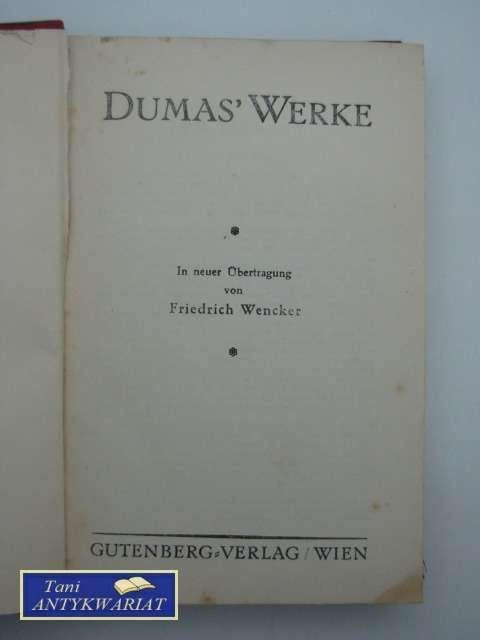 DUMAS' WERKE
In neuer Übertragung
von
Friedrich Wencker
GUTENBERG=VERLAG / WIEN
Tani
ANTYKWARIAT